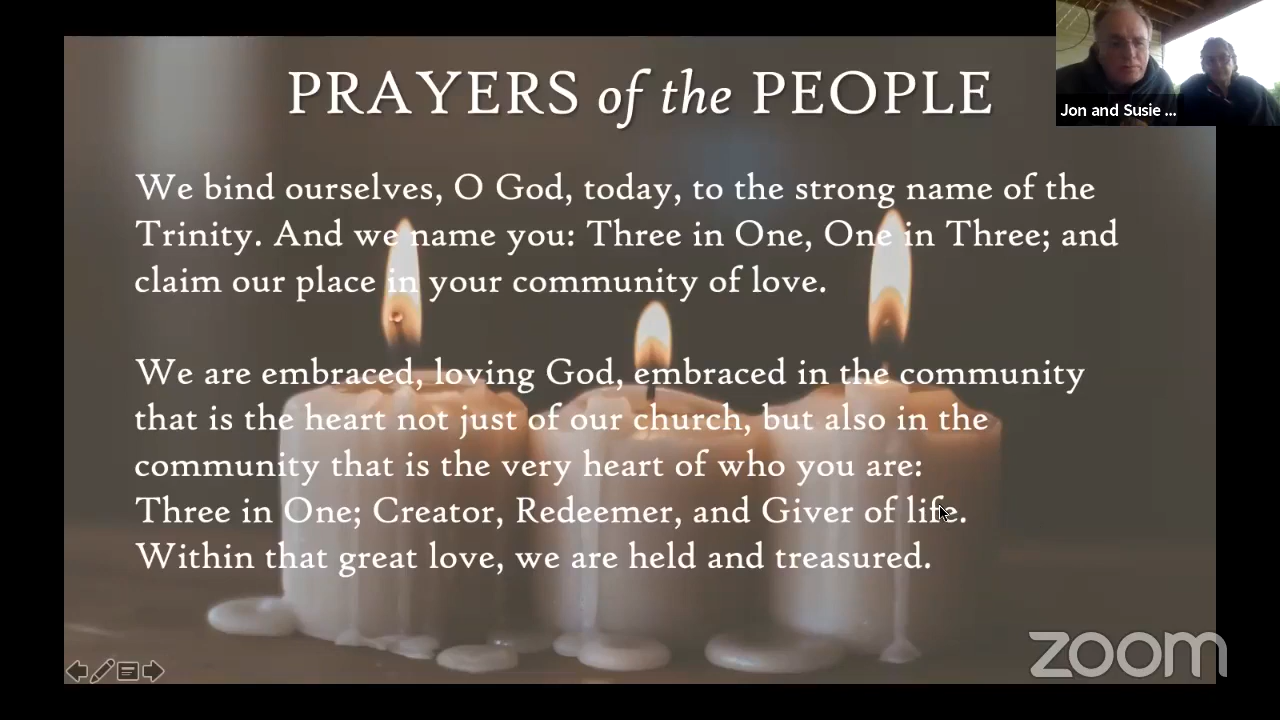 PRAYERS of the PEOPLE
Jon and Susie ...
We bind ourselves, O God, today, to the strong name of the
Trinity. And we name you: Three in One, One in Three; and
claim our place in your community of love.
We are embraced, loving God, embraced in the community
that is the heart not just of our church, but also in the
community that is the very heart of who you are:
Three in One; Creator, Redeemer, and Giver of life.
Within that great love, we are held and treasured.
zoom